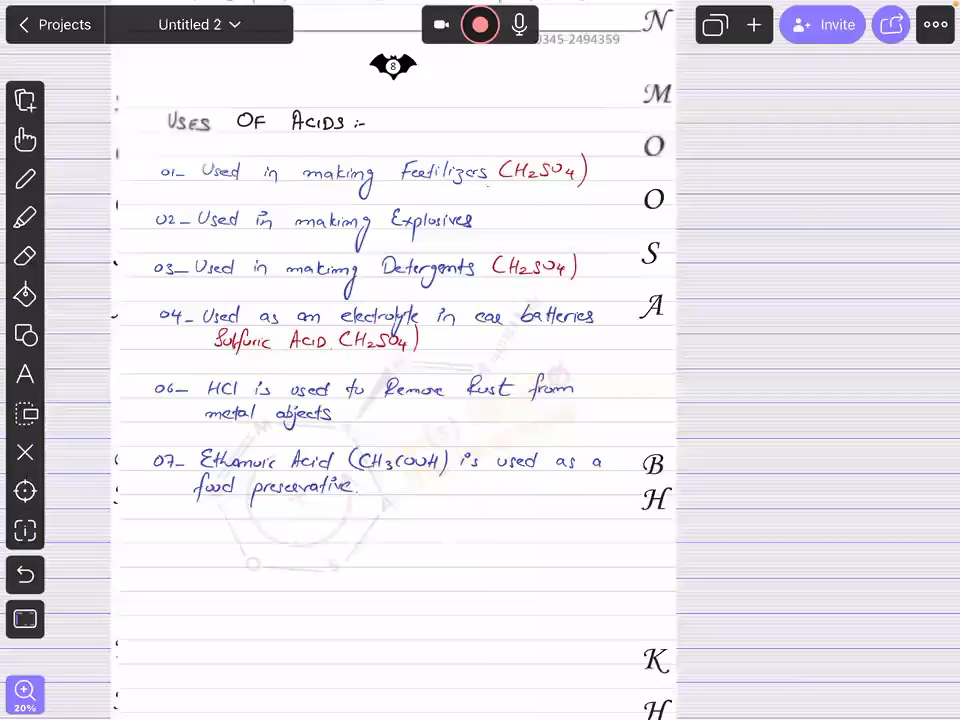 Projects
Untitled 2
Invite
0345-2494359
N
8
M
USES OF ACIDS :-
O
01- Used in making Fertilizers (H2SO4)
O
02- Used in making Explosives
S
03- Used in making Detergents (H2SO4)
A
04- Used as an electrolyte in car batteries
Sulfuric ACID. (H2SO4)
06- HCl is used to Remove Rust from
metal objects
07- Ethanoic Acid (CH3COOH) is used as a
B
food preservative.
H
K
20%
H